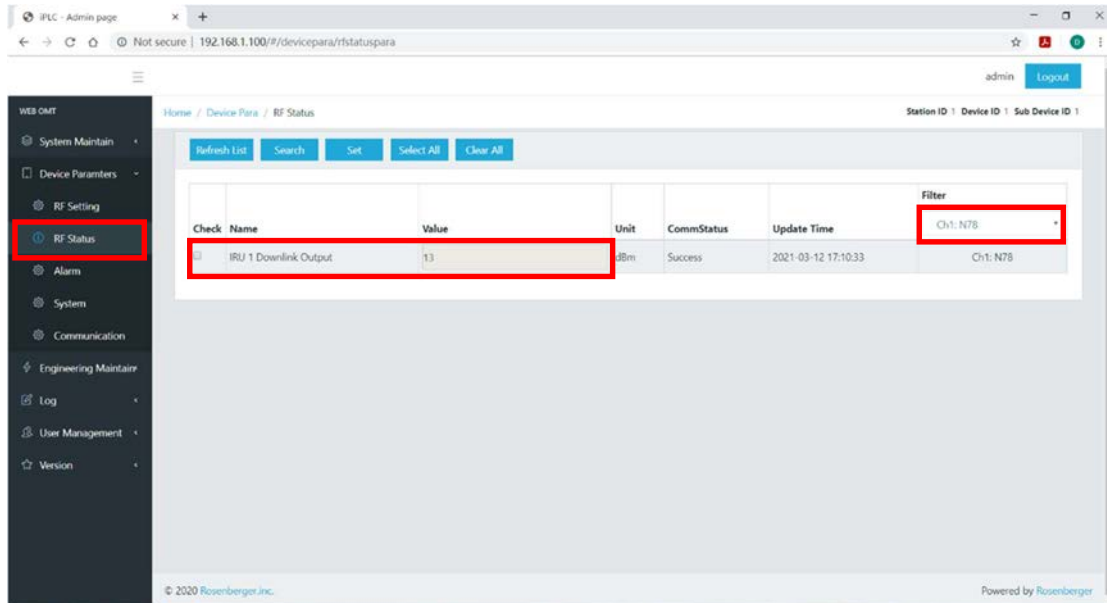 iPLC - Admin page
Not secure | 192.168.1.100/#/devicepara/rfstatuspara
admin Logout
WEB OMT
Home / Device Para / RF Status
Station ID 1 Device ID 1 Sub Device ID 1
System Maintain
Refresh List Search Set Select All Clear All
Device Paramters
RF Setting
RF Status
Alarm
System
Communication
Engineering Maintain
Log
User Management
Version
Filter
Ch1: N78
Check Name Value Unit CommStatus Update Time
IRU 1 Downlink Output 13 dBm Success 2021-03-12 17:10:33 Ch1: N78
© 2020 Rosenberger.inc.
Powered by Rosenberger